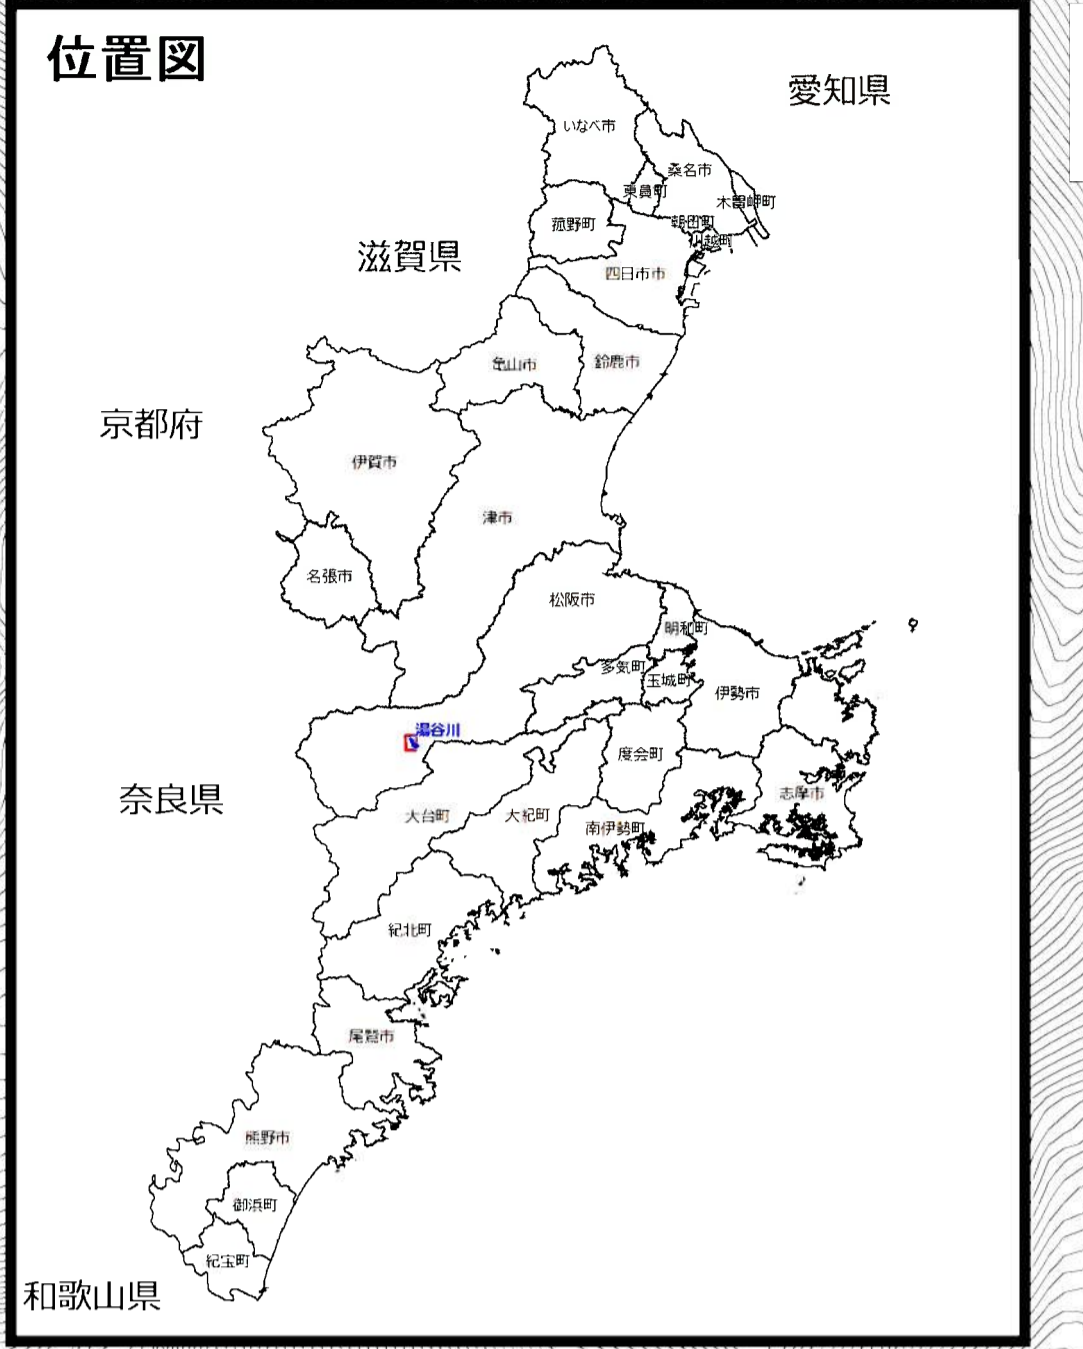 位置図
愛知県
いなべ市
桑名市
東員町
木曽岬町
朝日町
川越町
菰野町
滋賀県
四日市市
亀山市
鈴鹿市
京都府
伊賀市
津市
名張市
松阪市
明和町
多気町
玉城町
伊勢市
湯谷川
度会町
奈良県
志摩市
大台町
大紀町
南伊勢町
紀北町
尾鷲市
熊野市
御浜町
紀宝町
和歌山県